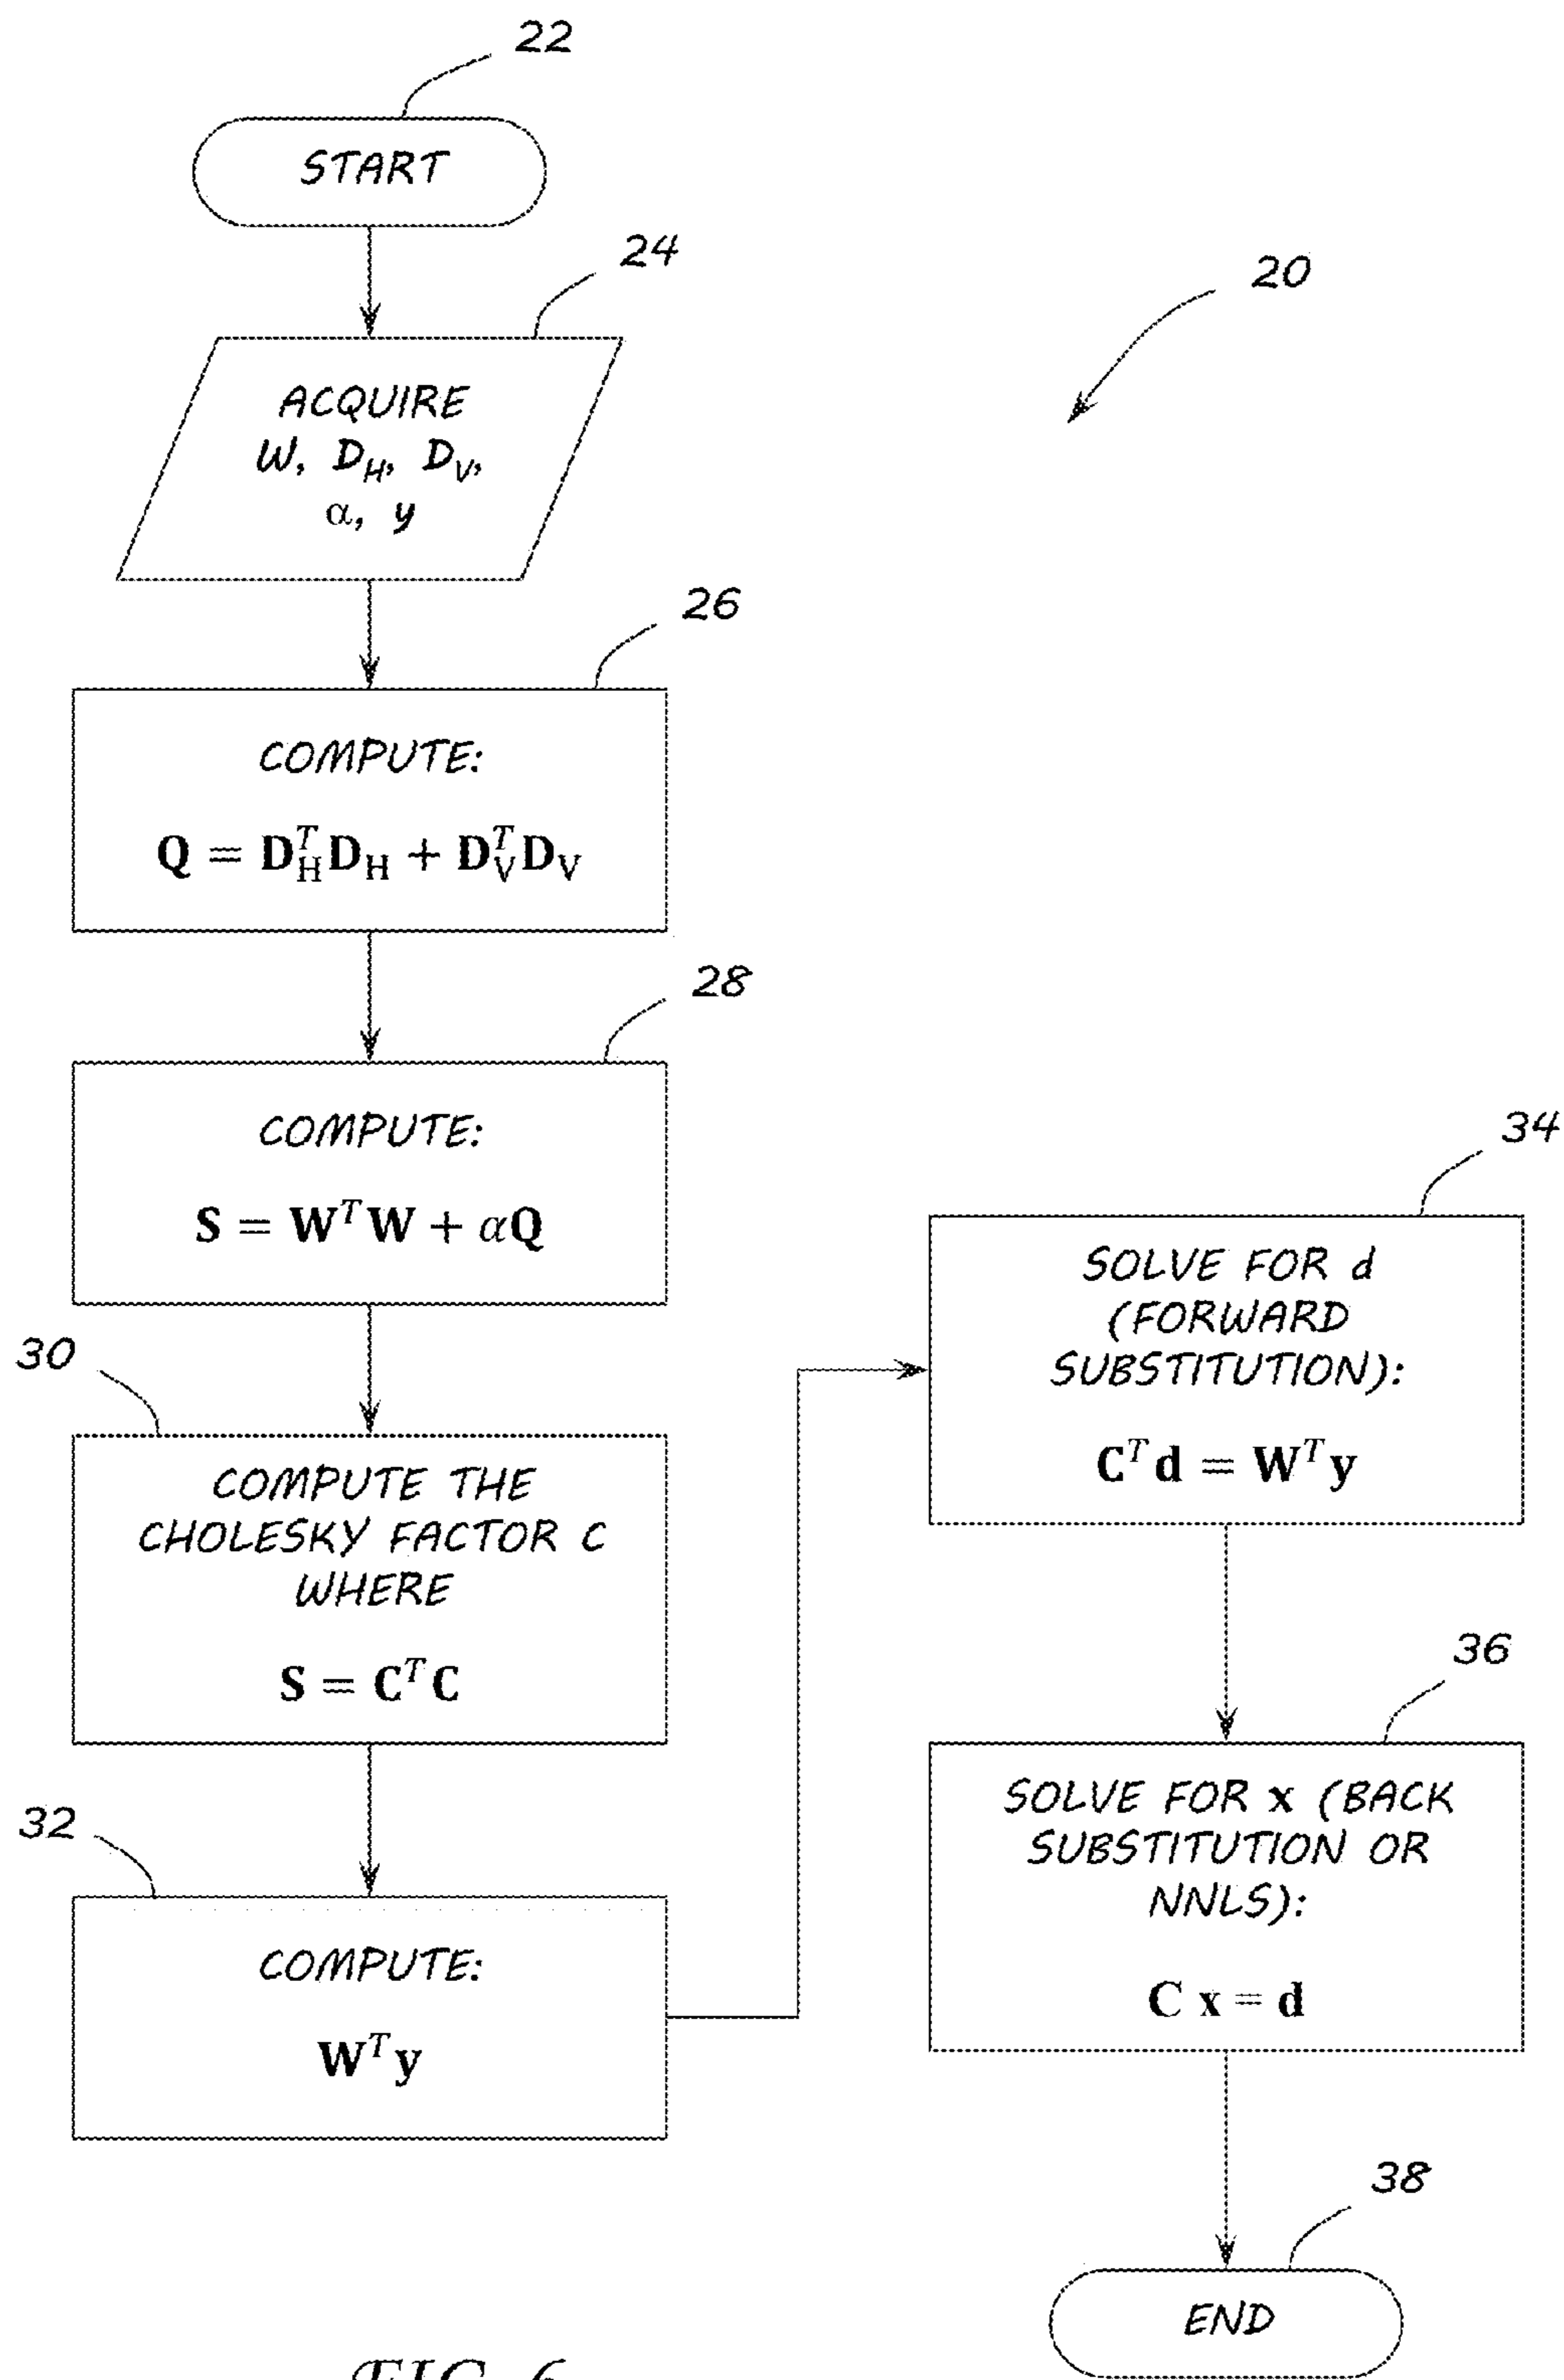 22
START
24
20
ACQUIRE
W, D_H, D_V,
α, y
26
COMPUTE:
Q = D_H^T D_H + D_V^T D_V
28
COMPUTE:
S = W^T W + αQ
30
COMPUTE THE
CHOLESKY FACTOR C
WHERE
S = C^T C
32
COMPUTE:
W^T y
34
SOLVE FOR d
(FORWARD
SUBSTITUTION):
C^T d = W^T y
36
SOLVE FOR x (BACK
SUBSTITUTION OR
NNLS):
C x = d
38
END
FIG. 6